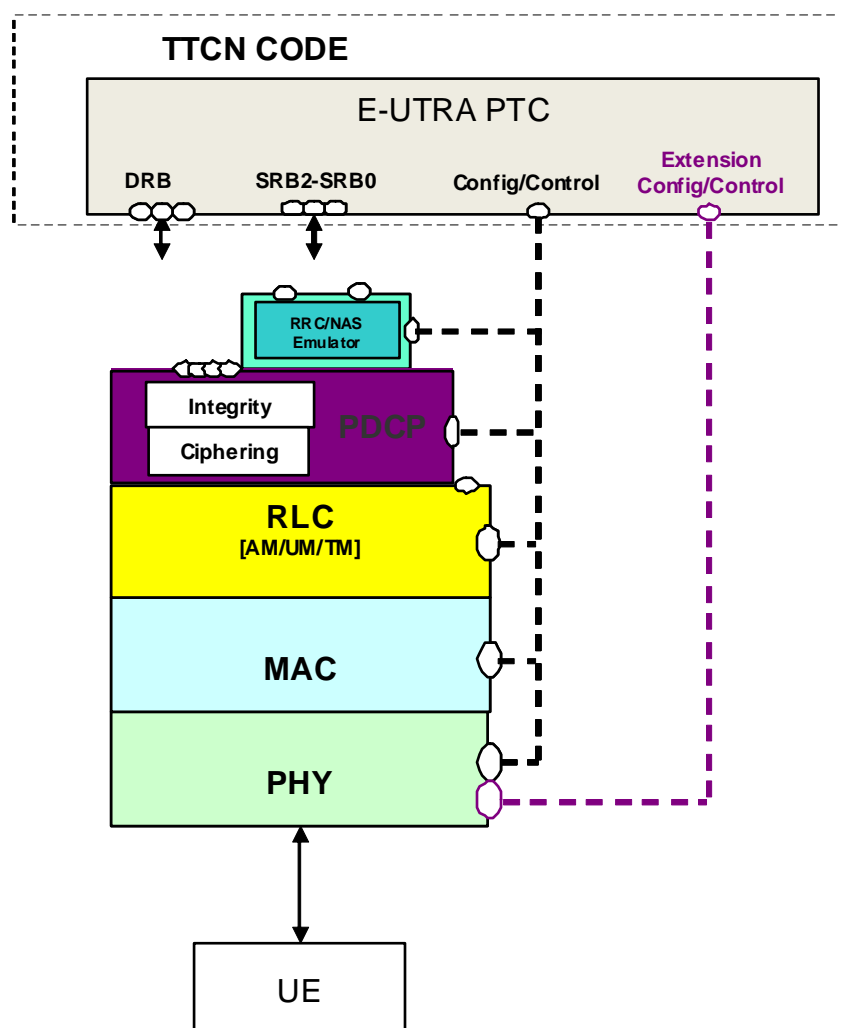 TTCN CODE
E-UTRA PTC
DRB
SRB2-SRB0
Config/Control
Extension
Config/Control
RRC/NAS
Emulator
Integrity
Ciphering
PDCP
RLC
[AM/UM/TM]
MAC
PHY
UE